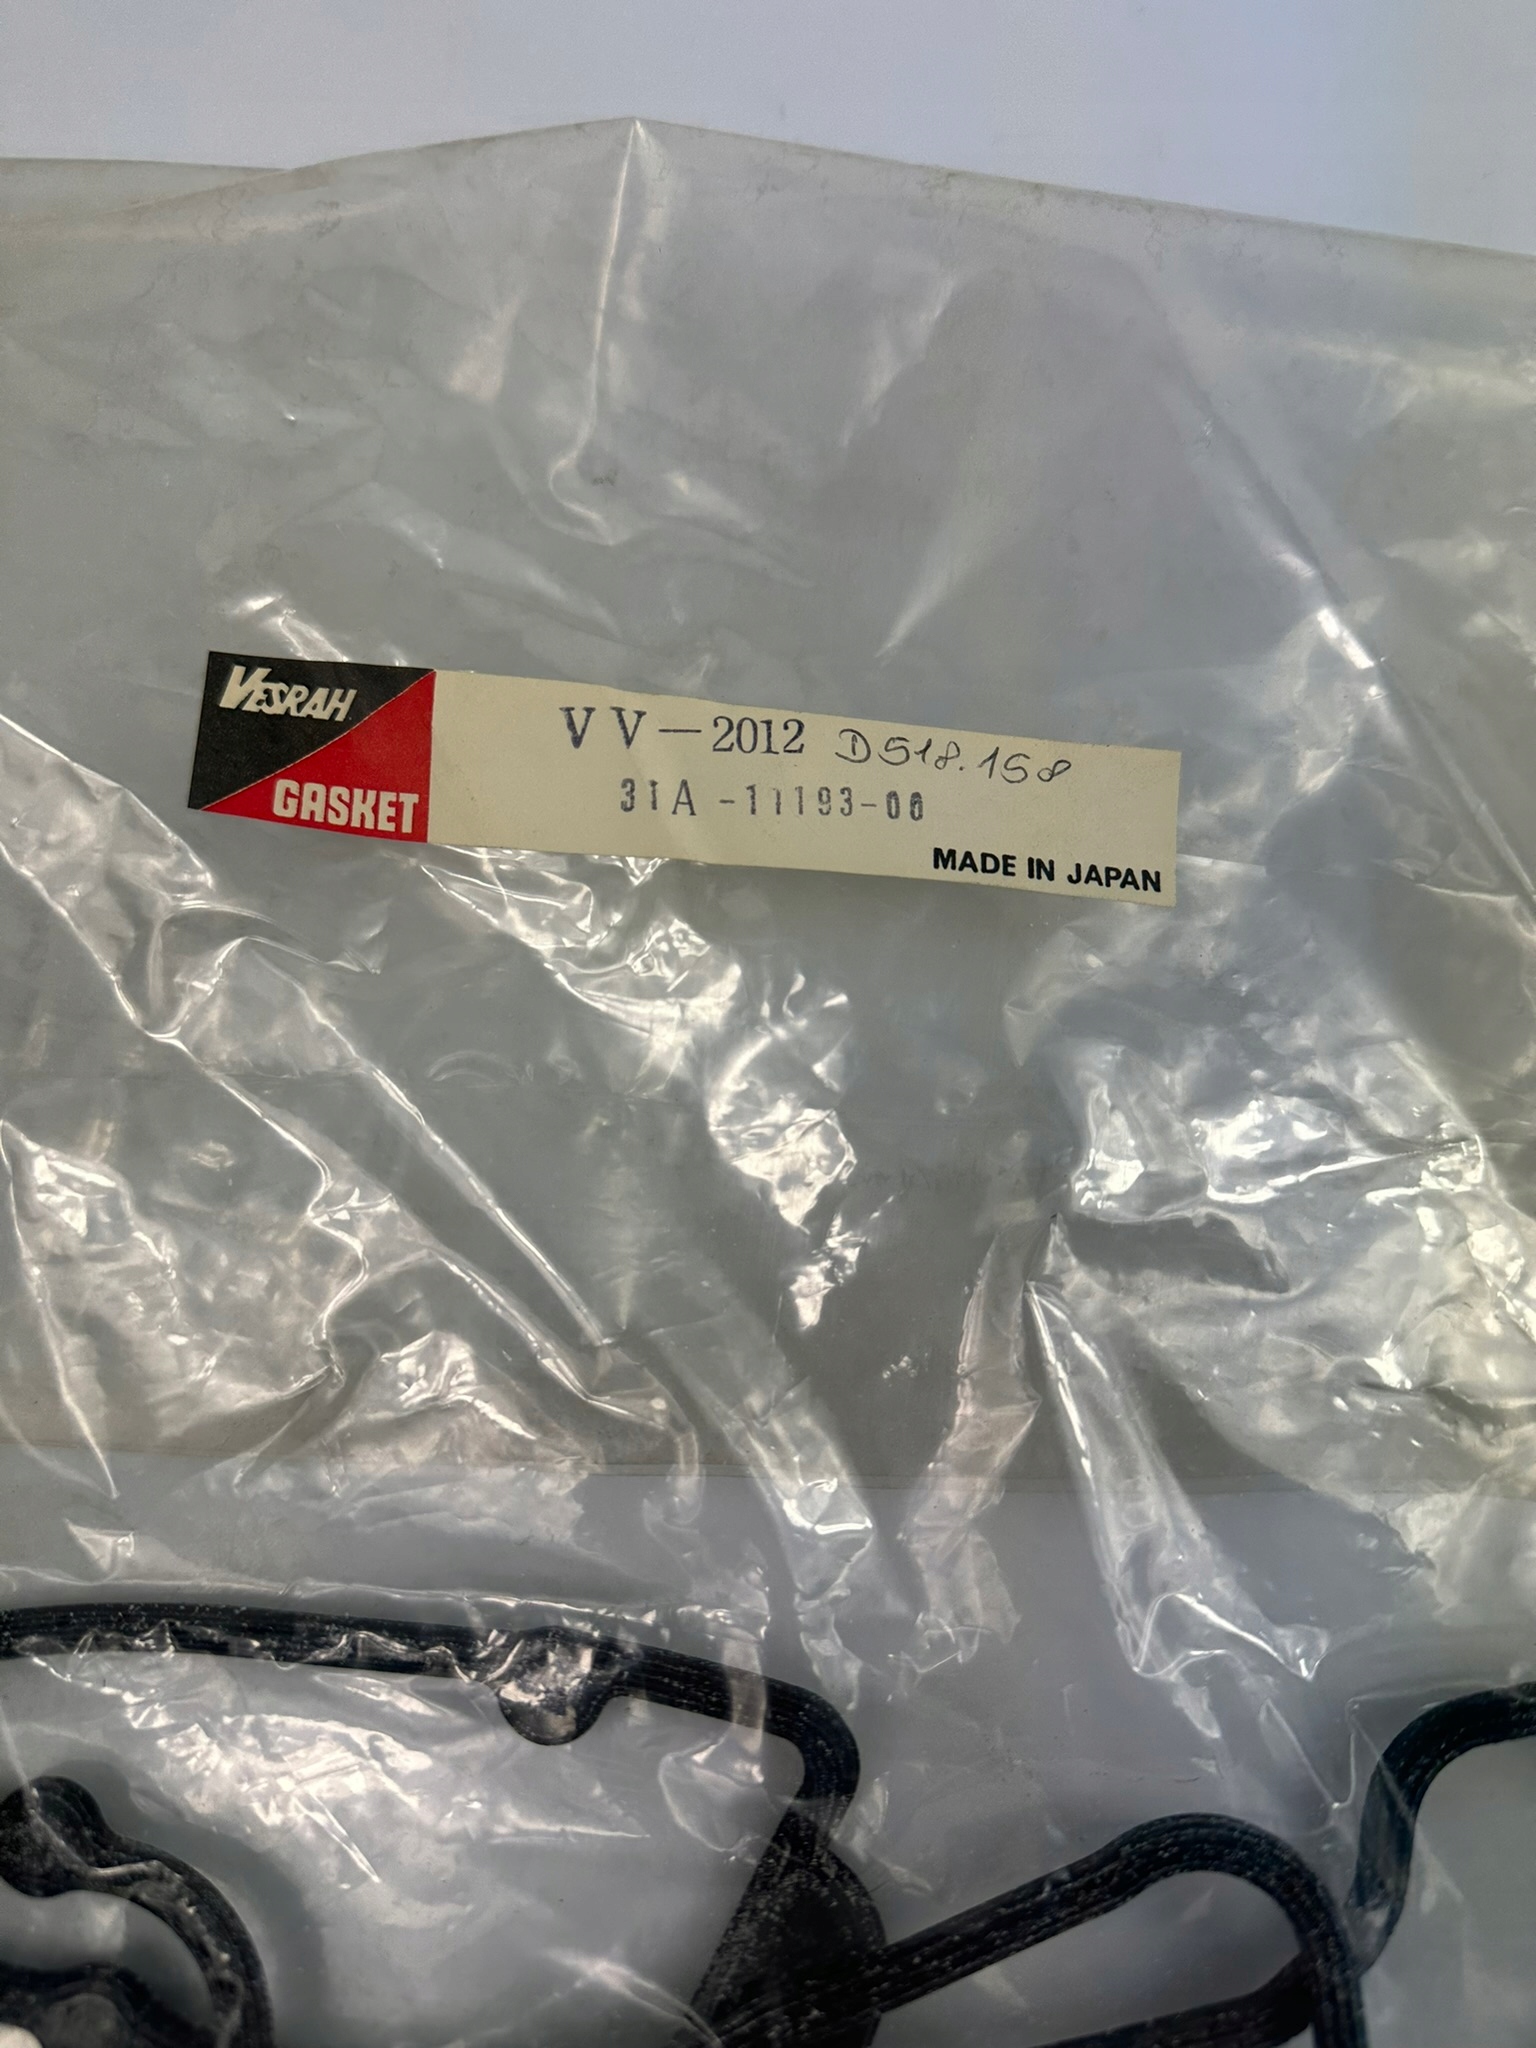 VESRAH
GASKET
VV-2012 D518.158
31A-11193-00
MADE IN JAPAN